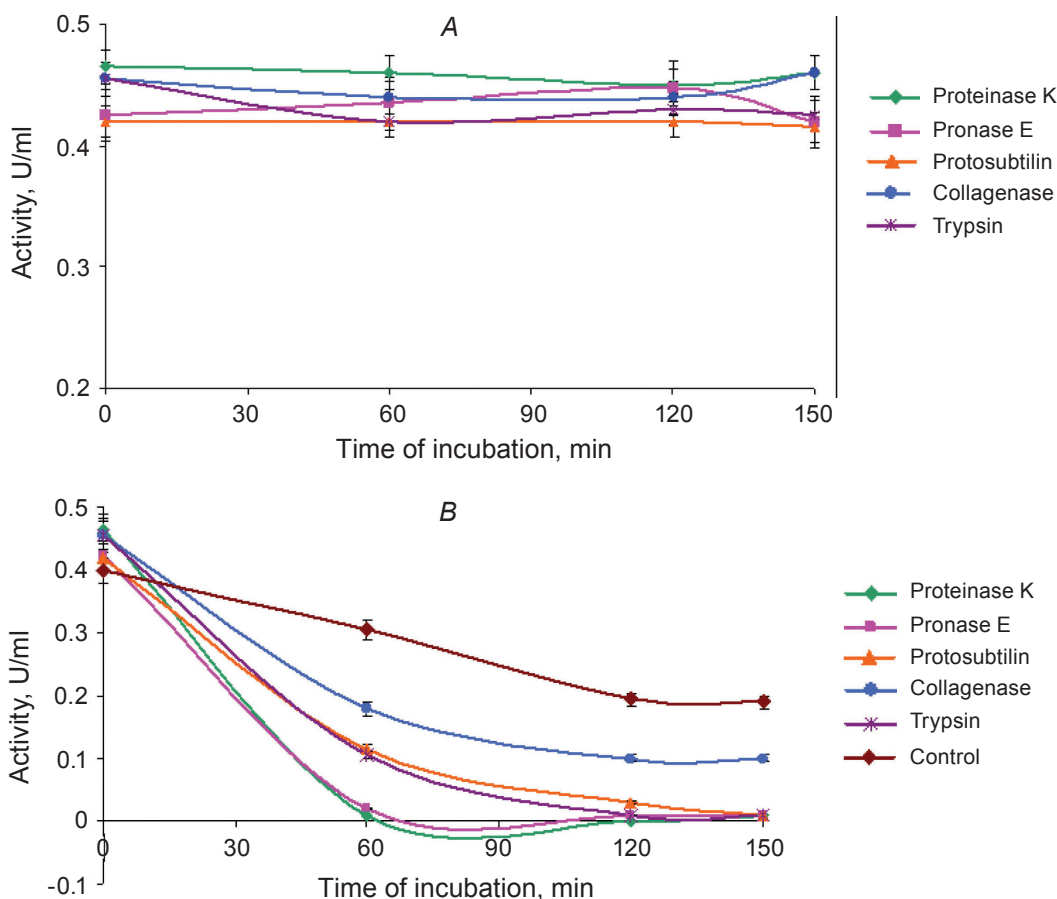 A
0.5
0.4
0.3
0.2
Activity, U/ml
0 30 60 90 120 150
Time of incubation, min
Proteinase K
Pronase E
Protosubtilin
Collagenase
Trypsin
B
0.5
0.4
0.3
0.2
0.1
0
-0.1
Activity, U/ml
0 30 60 90 120 150
Time of incubation, min
Proteinase K
Pronase E
Protosubtilin
Collagenase
Trypsin
Control